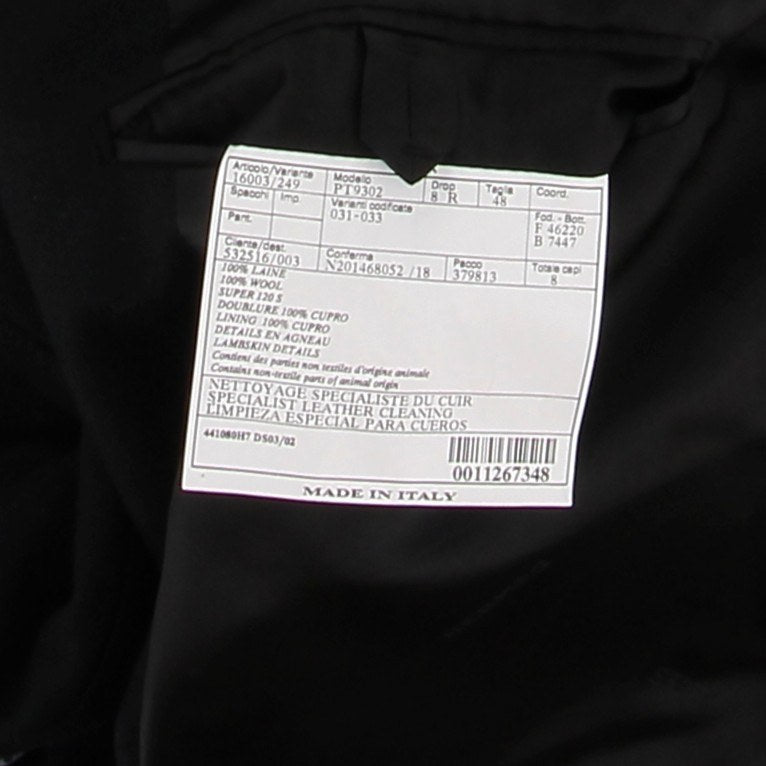 Articolo/Variante Modello Drop Taglia Coord.
16003/249 PT9302 8 R 48
Spacchi Imp. Varianti codificate Fod. - Bott.
031-033 F 46220
Pant. B 7447
Cliente/dest. Conferma Pacco Totale capi
532516/003 N201468052 /18 379813 8
100% LAINE
100% WOOL
SUPER 120 S
DOUBLURE 100% CUPRO
LINING 100% CUPRO
DETAILS EN AGNEAU
LAMBSKIN DETAILS
Contient des parties non textiles d'origine animale
Contains non-textile parts of animal origin
NETTOYAGE SPECIALISTE DU CUIR
SPECIALIST LEATHER CLEANING
LIMPIEZA ESPECIAL PARA CUEROS
441080H7 DS03/02
0011267348
MADE IN ITALY